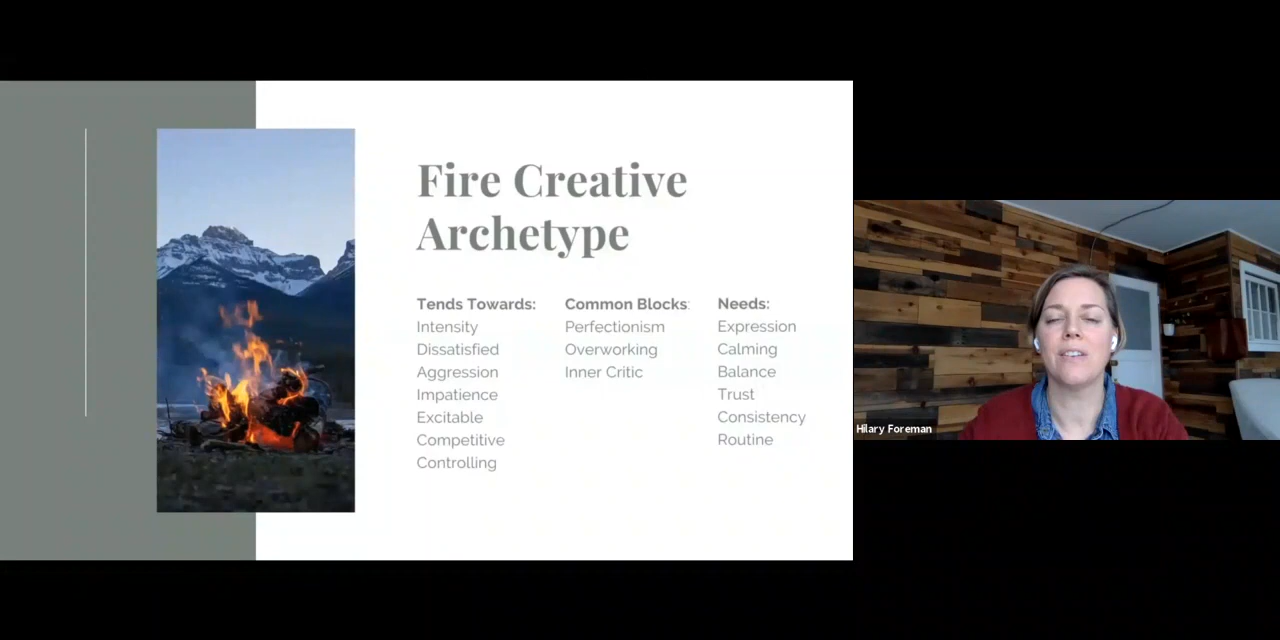 Fire Creative
Archetype
Tends Towards:
Intensity
Dissatisfied
Aggression
Impatience
Excitable
Competitive
Controlling
Common Blocks:
Perfectionism
Overworking
Inner Critic
Needs:
Expression
Calming
Balance
Trust
Consistency
Routine
Hilary Foreman